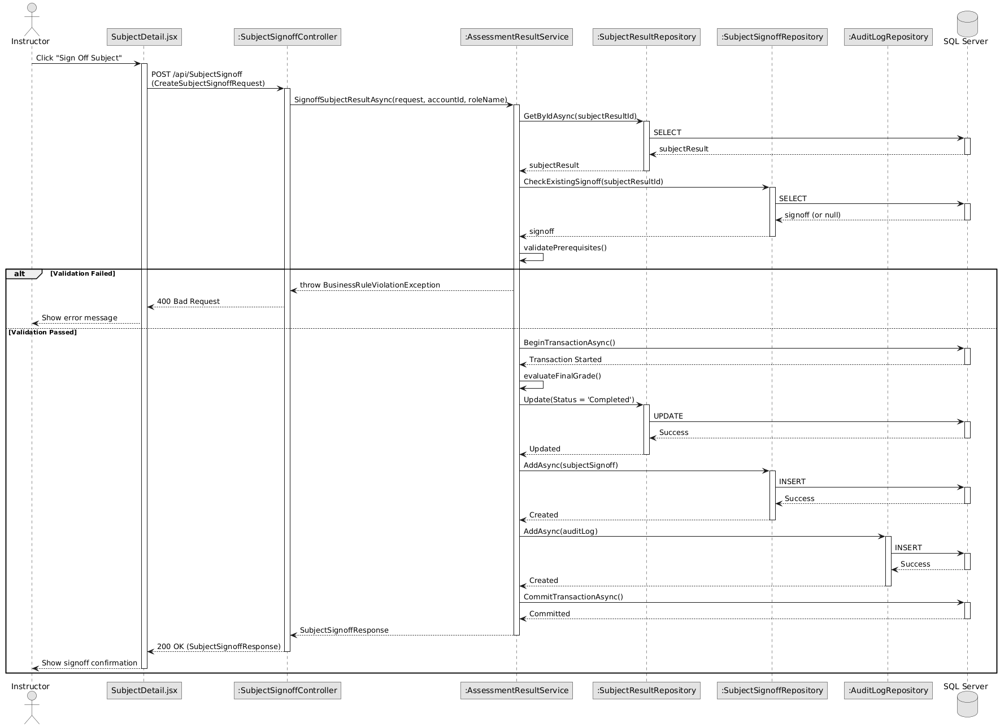 Instructor
SubjectDetail.jsx
:SubjectSignoffController
:AssessmentResultService
:SubjectResultRepository
:SubjectSignoffRepository
:AuditLogRepository
SQL Server
Click "Sign Off Subject"
POST /api/SubjectSignoff
(CreateSubjectSignoffRequest)
SignoffSubjectResultAsync(request, accountId, roleName)
GetByIdAsync(subjectResultId)
SELECT
subjectResult
subjectResult
CheckExistingSignoff(subjectResultId)
SELECT
signoff (or null)
signoff
validatePrerequisites()
alt
[Validation Failed]
throw BusinessRuleViolationException
400 Bad Request
Show error message
[Validation Passed]
BeginTransactionAsync()
Transaction Started
evaluateFinalGrade()
Update(Status = 'Completed')
UPDATE
Success
Updated
AddAsync(subjectSignoff)
INSERT
Success
Created
AddAsync(auditLog)
INSERT
Success
Created
CommitTransactionAsync()
Committed
SubjectSignoffResponse
200 OK (SubjectSignoffResponse)
Show signoff confirmation
Instructor
SubjectDetail.jsx
:SubjectSignoffController
:AssessmentResultService
:SubjectResultRepository
:SubjectSignoffRepository
:AuditLogRepository
SQL Server